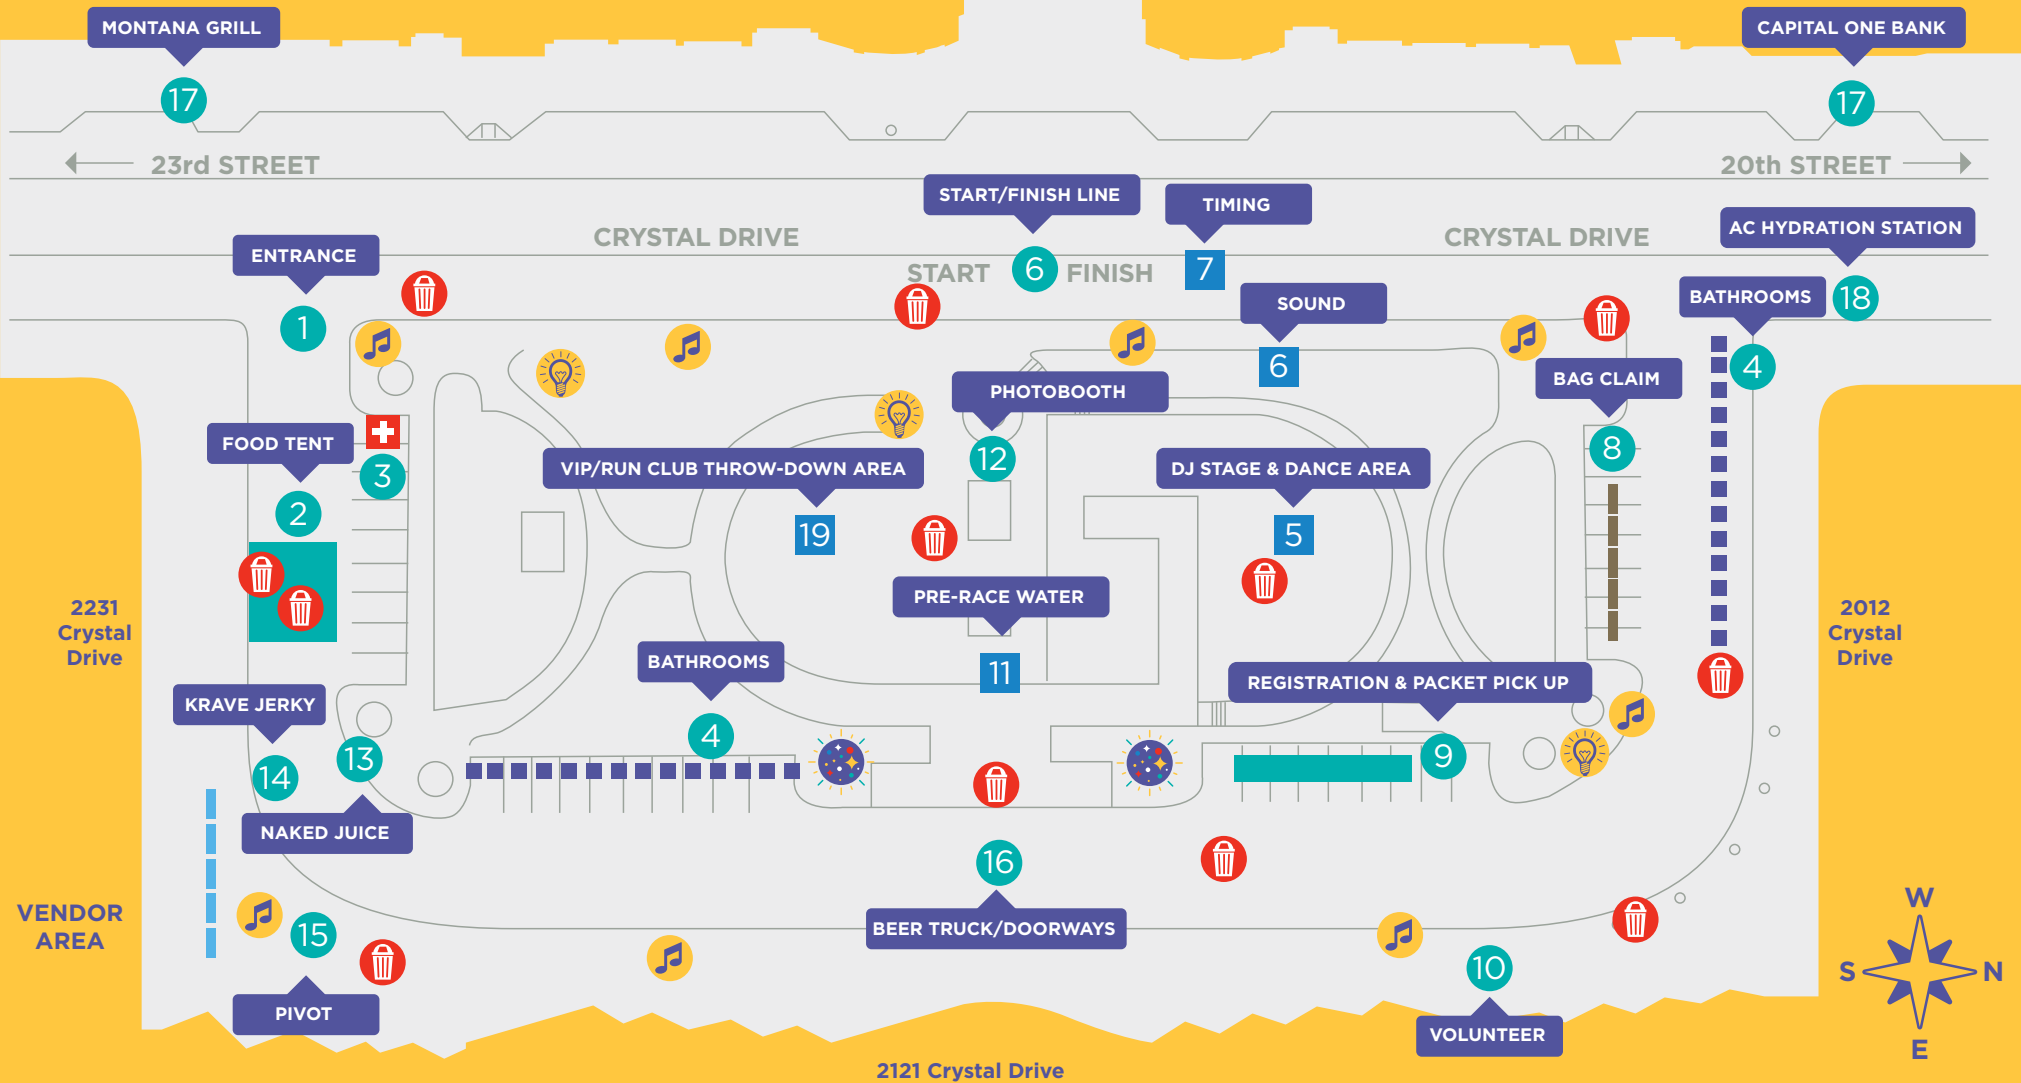 MONTANA GRILL
17
CAPITAL ONE BANK
17
23rd STREET
20th STREET
START/FINISH LINE
TIMING
CRYSTAL DRIVE
CRYSTAL DRIVE
AC HYDRATION STATION
ENTRANCE
START
6
FINISH
7
SOUND
BATHROOMS
18
1
6
4
PHOTOBOOTH
BAG CLAIM
FOOD TENT
3
VIP/RUN CLUB THROW-DOWN AREA
12
DJ STAGE & DANCE AREA
8
2
19
5
PRE-RACE WATER
2231
Crystal
Drive
2012
Crystal
Drive
BATHROOMS
11
REGISTRATION & PACKET PICK UP
KRAVE JERKY
4
14
13
9
NAKED JUICE
16
VENDOR
AREA
15
BEER TRUCK/DOORWAYS
10
PIVOT
VOLUNTEER
W
S
N
E
2121 Crystal Drive